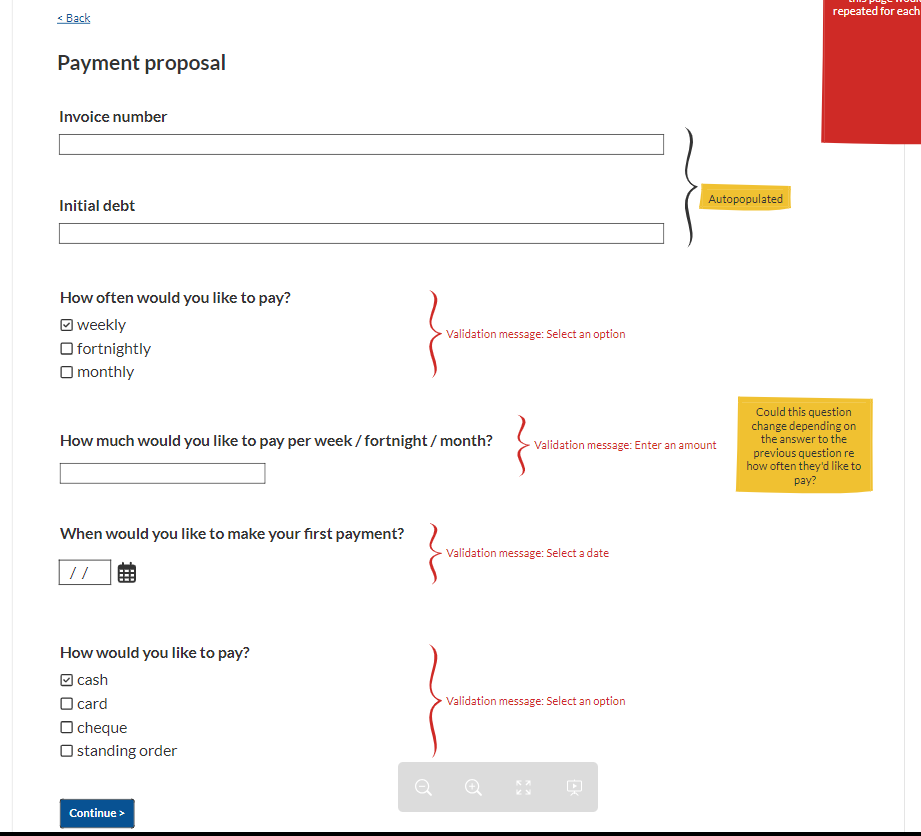 this page would
repeated for each
< Back
Payment proposal
Invoice number
Autopopulated
Initial debt
How often would you like to pay?
weekly
fortnightly
monthly
Validation message: Select an option
How much would you like to pay per week / fortnight / month?
Validation message: Enter an amount
Could this question
change depending on
the answer to the
previous question re
how often they'd like to
pay?
When would you like to make your first payment?
/ /
Validation message: Select a date
How would you like to pay?
cash
card
cheque
standing order
Validation message: Select an option
Continue >